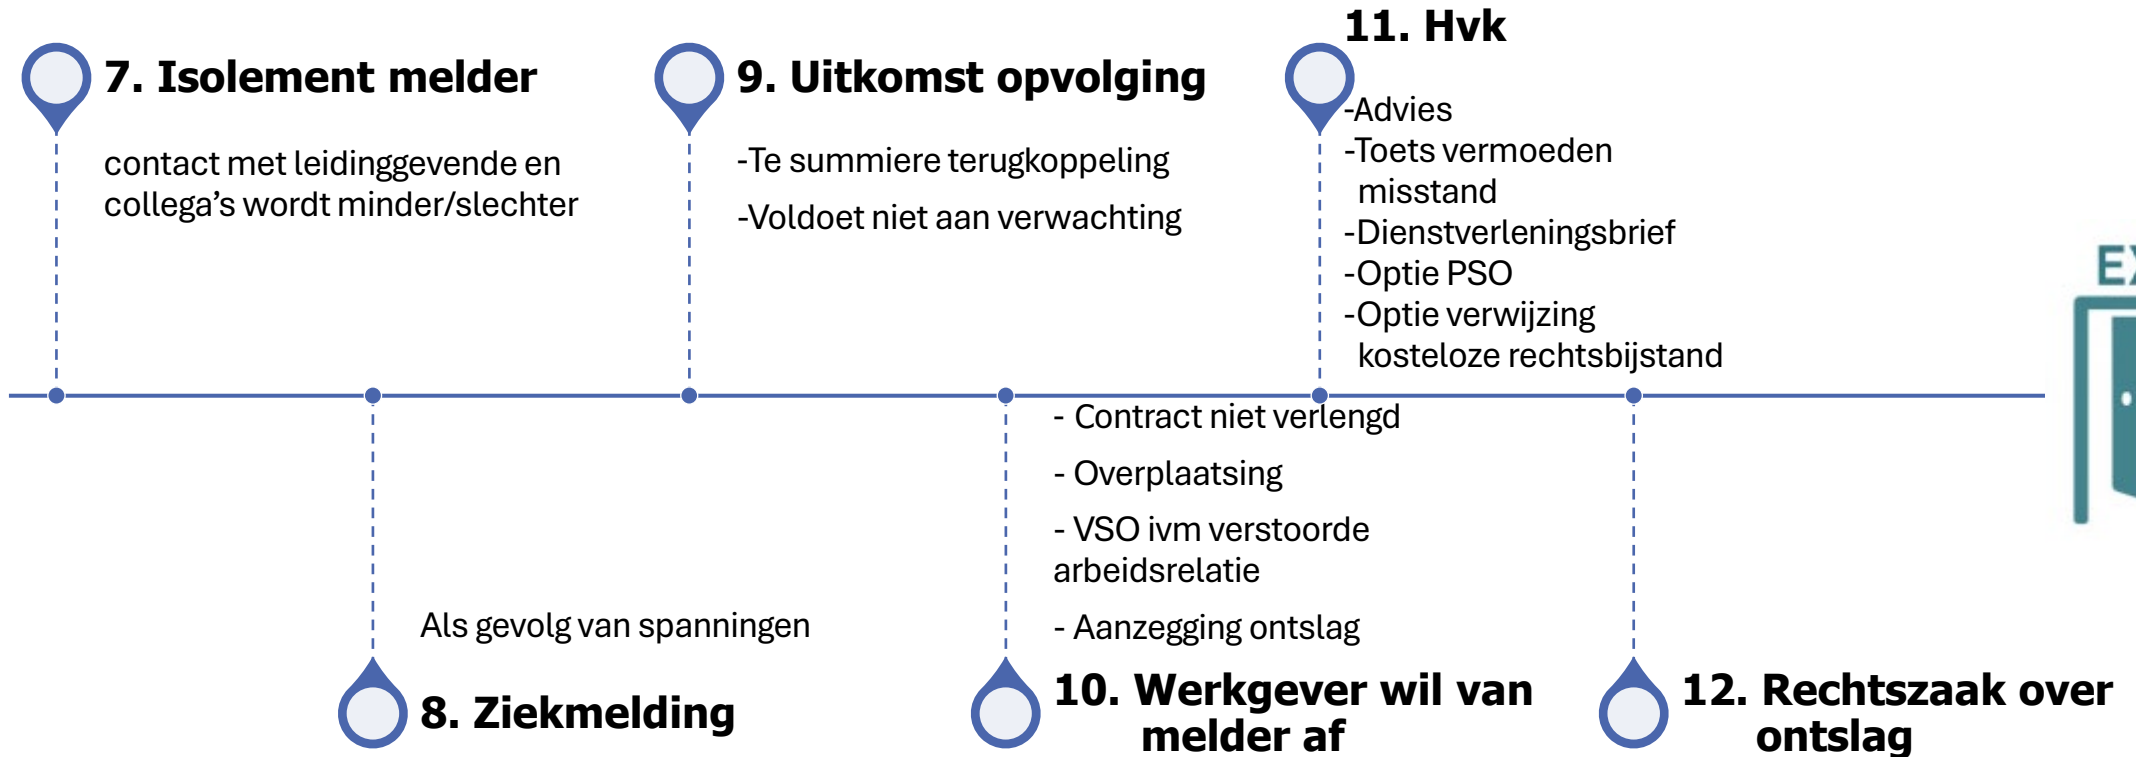 7. Isolement melder
contact met leidinggevende en
collega's wordt minder/slechter
Als gevolg van spanningen
8. Ziekmelding
9. Uitkomst opvolging
-Te summiere terugkoppeling
-Voldoet niet aan verwachting
- Contract niet verlengd
- Overplaatsing
- VSO ivm verstoorde
arbeidsrelatie
- Aanzegging ontslag
10. Werkgever wil van
melder af
11. Hvk
-Advies
-Toets vermoeden
misstand
-Dienstverleningsbrief
-Optie PSO
-Optie verwijzing
kosteloze rechtsbijstand
12. Rechtszaak over
ontslag